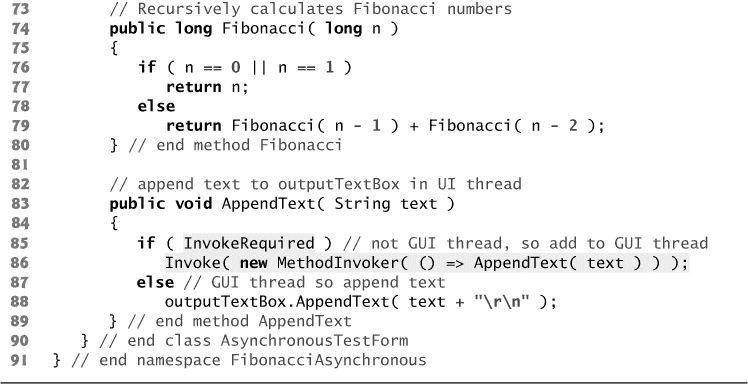 73 // Recursively calculates Fibonacci numbers
74 public long Fibonacci( long n )
75 {
76 if ( n == 0 || n == 1 )
77 return n;
78 else
79 return Fibonacci( n - 1 ) + Fibonacci( n - 2 );
80 } // end method Fibonacci
81
82 // append text to outputTextBox in UI thread
83 public void AppendText( String text )
84 {
85 if ( InvokeRequired ) // not GUI thread, so add to GUI thread
86 Invoke( new MethodInvoker( () => AppendText( text ) ) );
87 else // GUI thread so append text
88 outputTextBox.AppendText( text + "\r\n" );
89 } // end method AppendText
90 } // end class AsynchronousTestForm
91 } // end namespace FibonacciAsynchronous